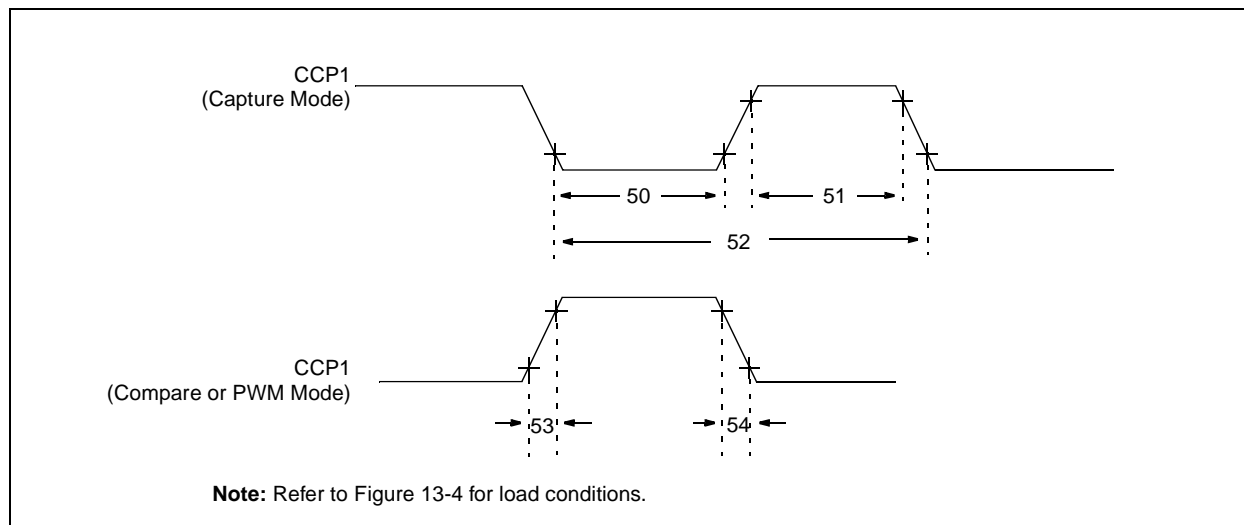 CCP1
(Capture Mode)
50
51
52
CCP1
(Compare or PWM Mode)
53
54
Note: Refer to Figure 13-4 for load conditions.